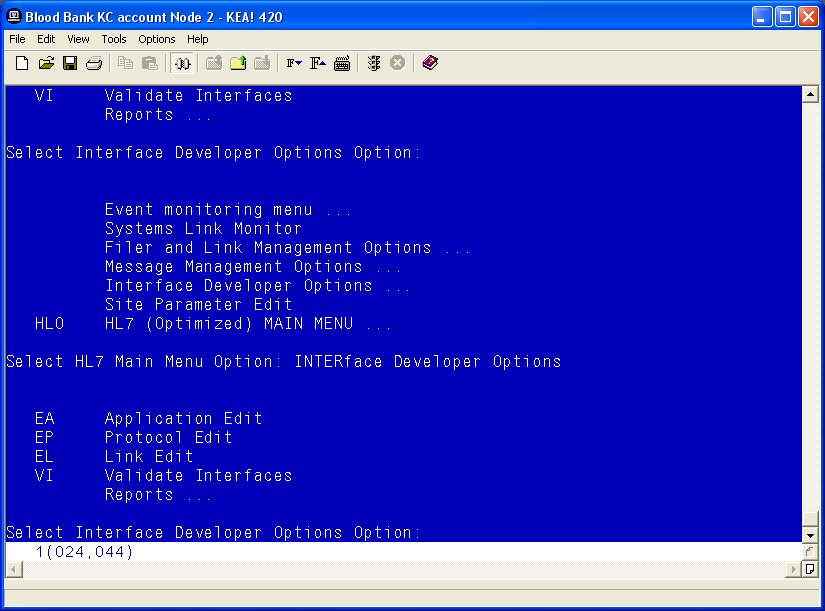 Blood Bank KC account Node 2 - KEA! 420
File Edit View Tools Options Help
VI Validate Interfaces
Reports ...
Select Interface Developer Options Option:
Event monitoring menu ...
Systems Link Monitor
Filer and Link Management Options ...
Message Management Options ...
Interface Developer Options ...
Site Parameter Edit
HLO HL7 (Optimized) MAIN MENU ...
Select HL7 Main Menu Option: INTERface Developer Options
EA Application Edit
EP Protocol Edit
EL Link Edit
VI Validate Interfaces
Reports ...
Select Interface Developer Options Option:
1(024,044)